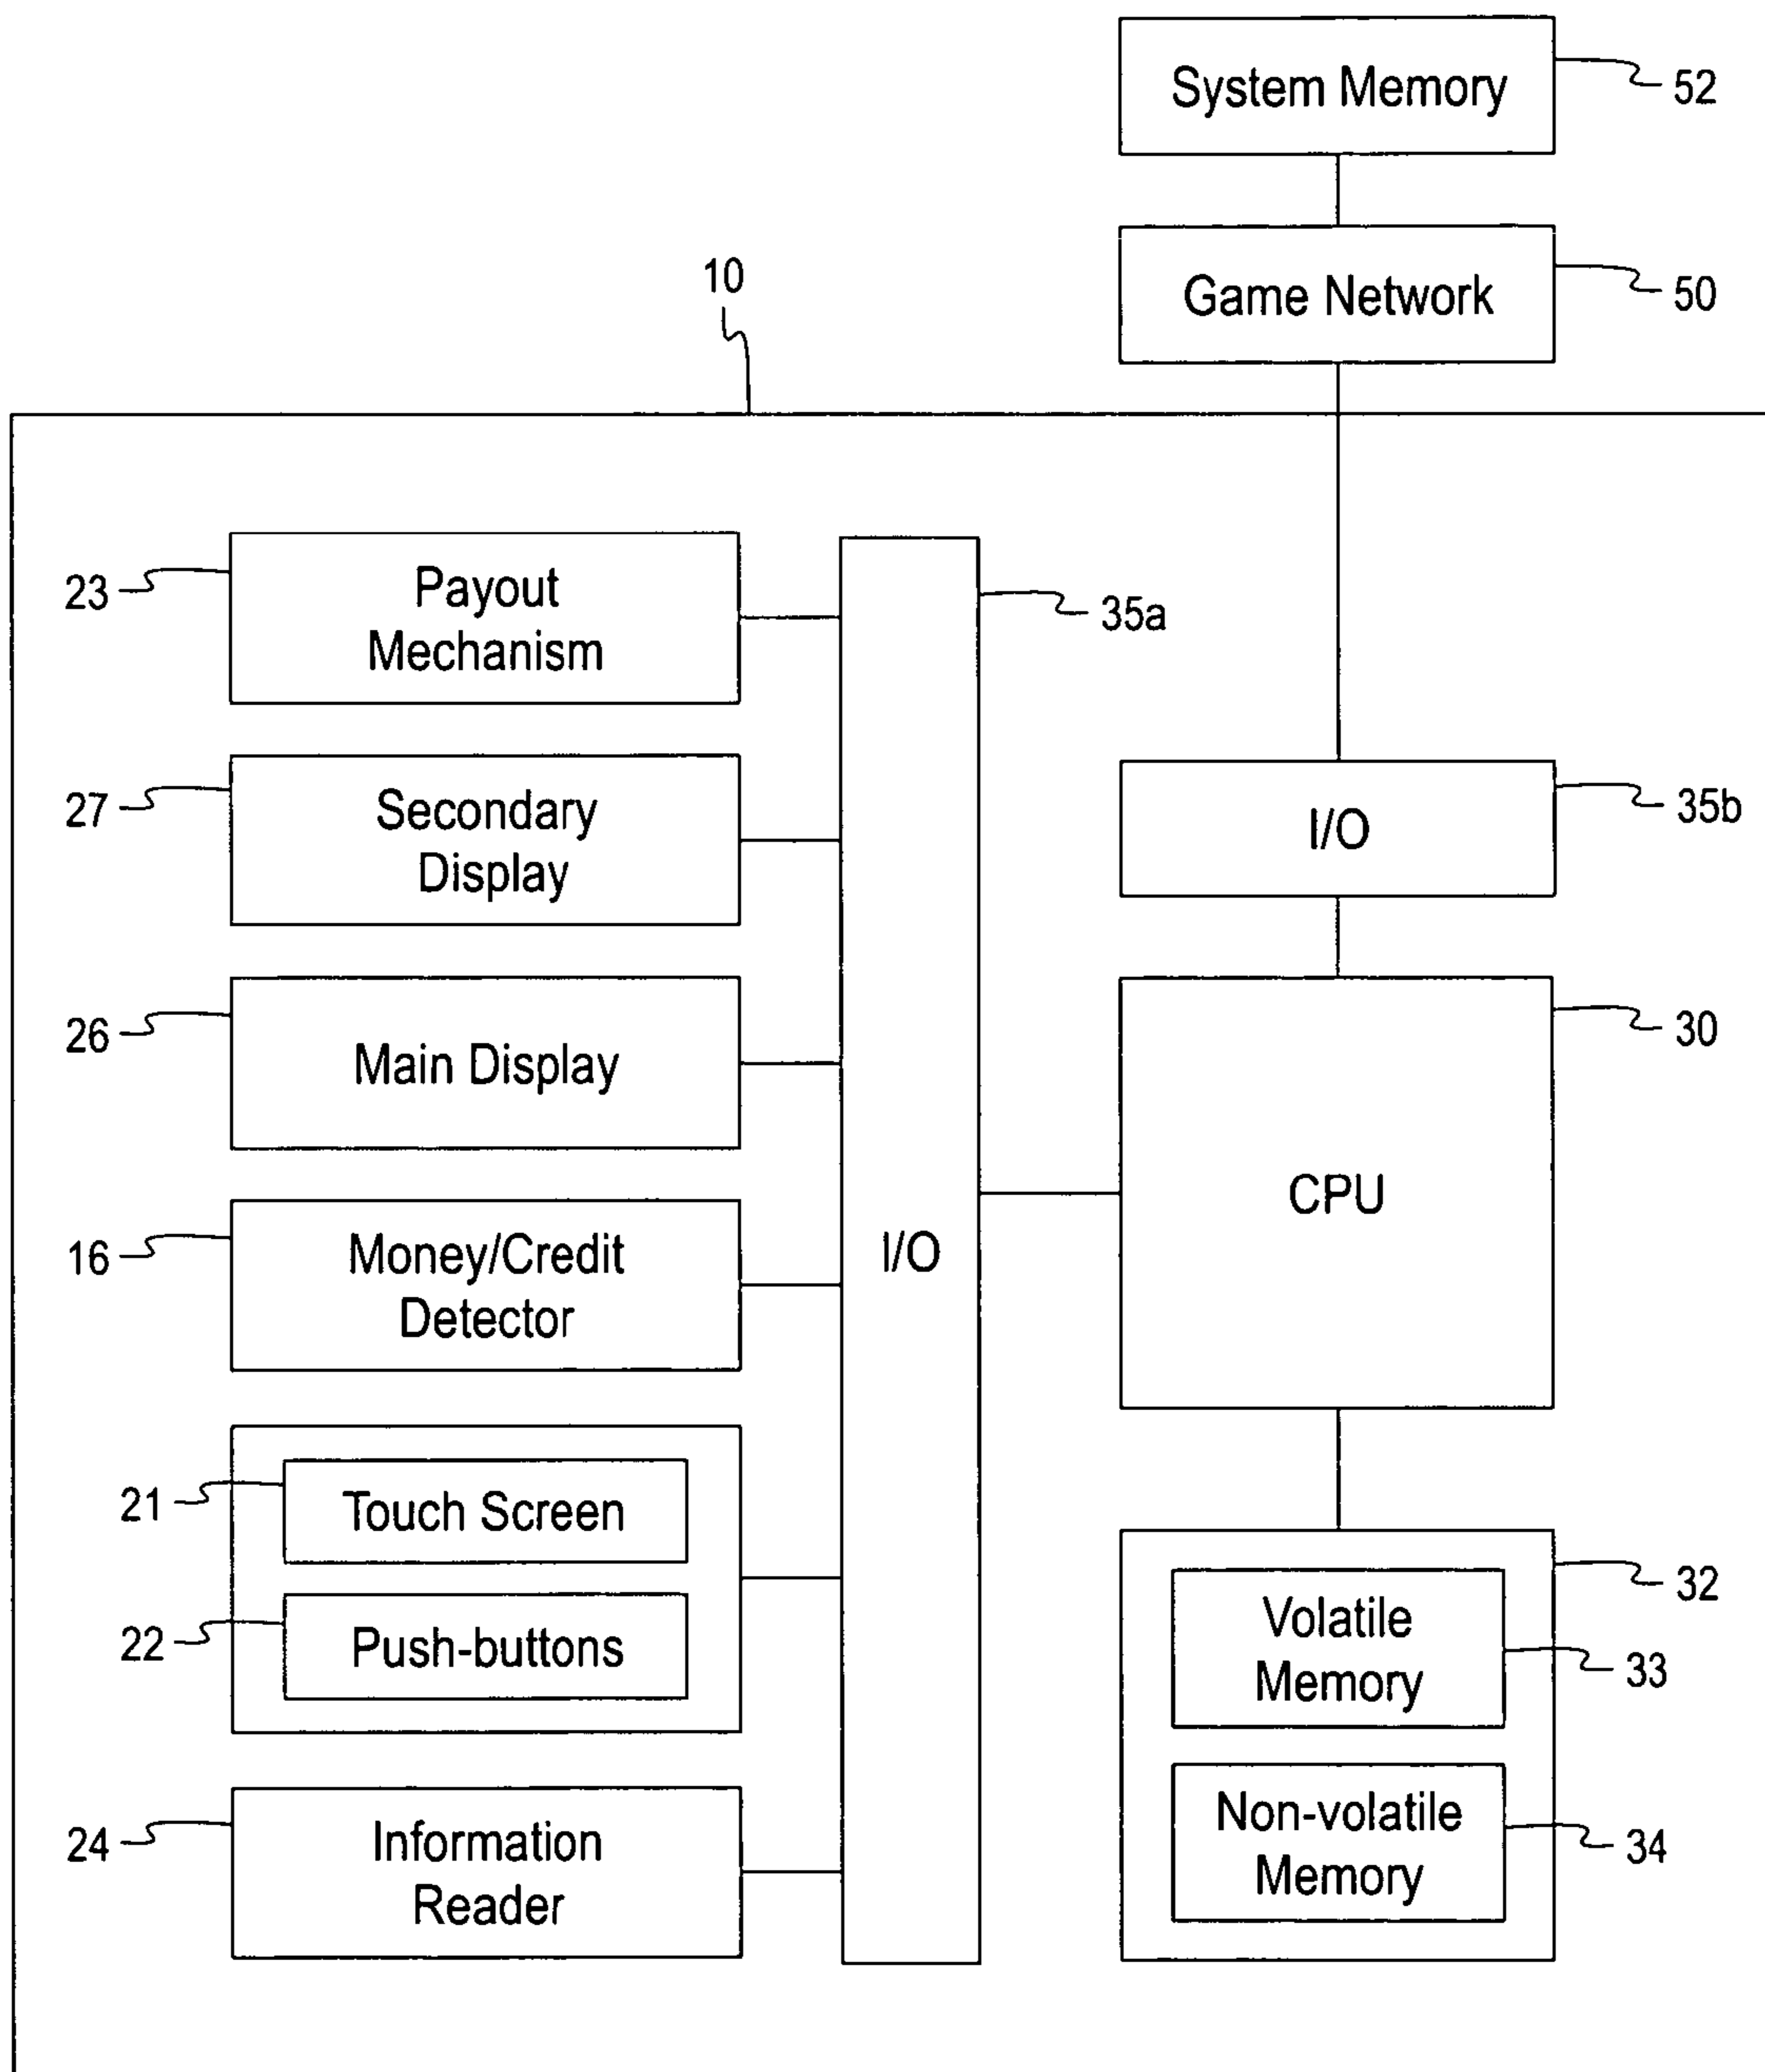 System Memory
52
Game Network
50
10
23
Payout
Mechanism
35a
27
Secondary
Display
I/O
35b
26
Main Display
30
CPU
16
Money/Credit
Detector
I/O
21
Touch Screen
22
Push-buttons
32
Volatile
Memory
33
24
Information
Reader
Non-volatile
Memory
34